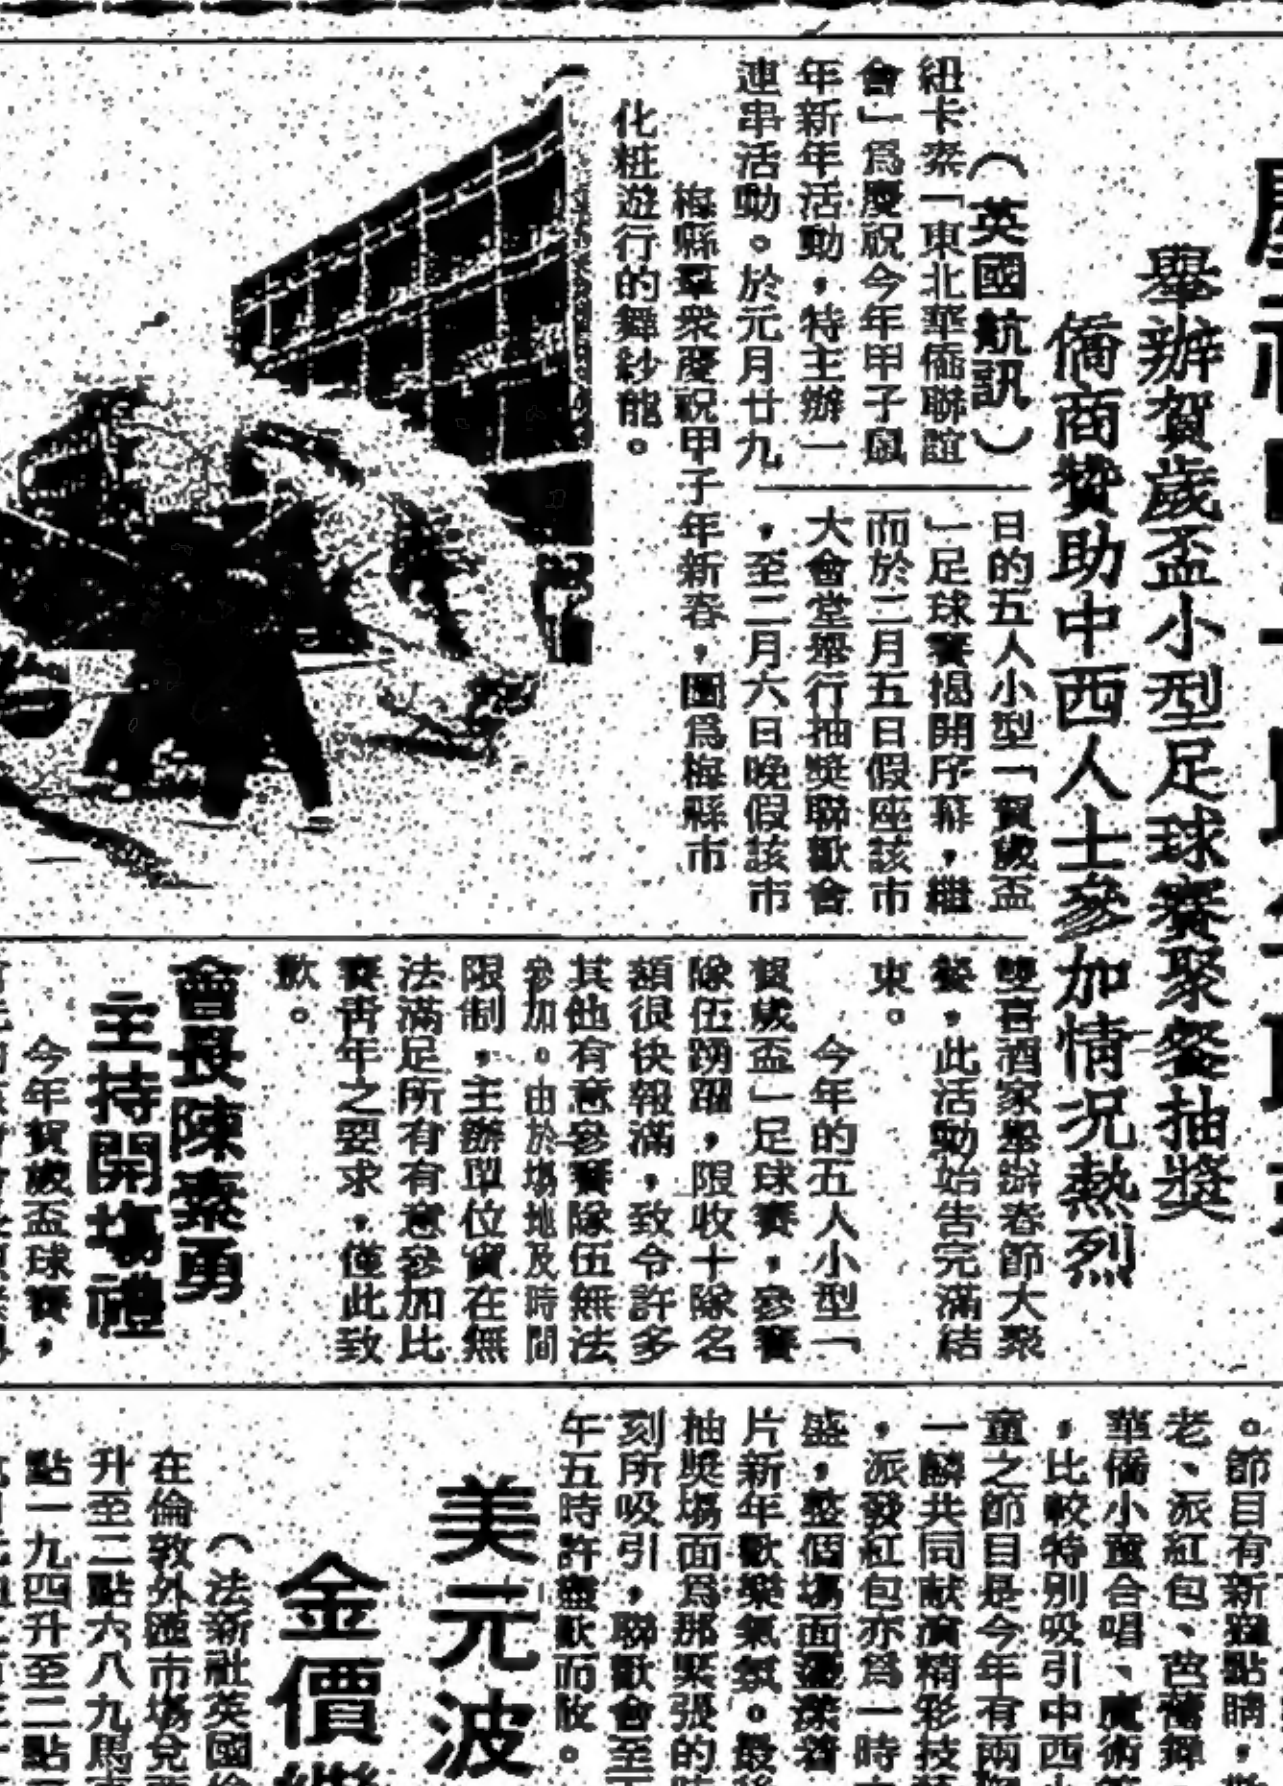 舉辦賀歲盃小型足球賽聚餐抽獎
僑商贊助中西人士參加情況熱烈
（英國航訊）
紐卡素「東北華僑聯誼
會」爲慶祝今年甲子鼠
年新年活動，特主辦一
連串活動。於元月廿九
日的五人小型「賀歲盃
」足球賽揭開序幕，繼
而於二月五日假座該市
大會堂舉行抽獎聯歡會
，至二月六日晚假該市
雙喜酒家舉辦春節大聚
餐，此活動始告完滿結
束。
今年的五人小型「
賀歲盃」足球賽，參賽
隊伍踴躍，限收十隊名
額很快報滿，致令許多
其他有意參賽隊伍無法
參加。由於場地及時間
限制，主辦單位實在無
法滿足所有有意參加比
賽青年之要求，僅此致
歉。
會長陳素勇
主持開場禮
今年賀歲盃球賽，
梅縣羣衆慶祝甲子年新春，圖爲梅縣市
化粧遊行的舞紗龍。
。節目有新獅點睛，
老、派紅包、芭蕾舞
華僑小童合唱、魔術
，比較特別吸引中西
童之節目是今年有兩
一麟共同献演精彩技
，派發紅包亦爲一時
盛，整個場面盪漾着
片新年歡樂氣氛。最後
抽獎場面爲那緊張的時
刻所吸引，聯歡會至下
午五時許盡歡而散。
美元波
金價
（法新社英國倫
在倫敦外匯市場兌
升至二點六八九馬
點一九四升至二點